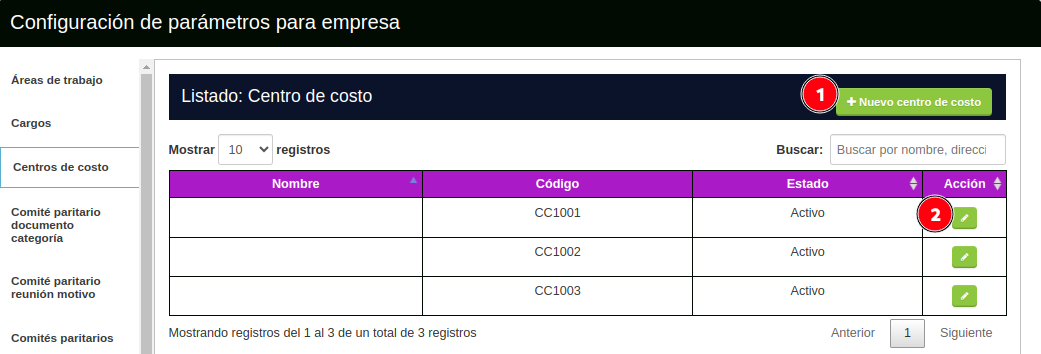 Configuración de parámetros para empresa
Áreas de trabajo
Cargos
Centros de costo
Comité paritario
documento
categoría
Comité paritario
reunión motivo
Comités paritarios
Listado: Centro de costo
1
Nuevo centro de costo
Mostrar 10 registros
Buscar: Buscar por nombre, direcci
Nombre Código Estado Acción
CC1001 Activo 2
CC1002 Activo
CC1003 Activo
Mostrando registros del 1 al 3 de un total de 3 registros
Anterior 1 Siguiente